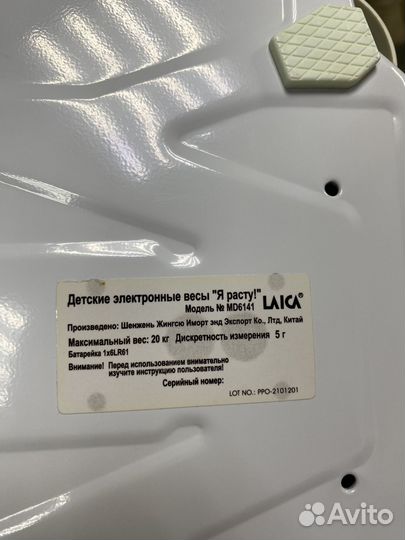 Детские электронные весы "Я расту!"
Модель № MD6141
LAICA
Произведено: Шенжень Жингсю Иморт энд Экспорт Ко., Лтд, Китай
Максимальный вес: 20 кг Дискретность измерения 5 г
Батарейка 1х6LR61
Внимание! Перед использованием внимательно
изучите инструкцию пользователя!
Серийный номер:
LOT NO.: PPO-2101201
Avito